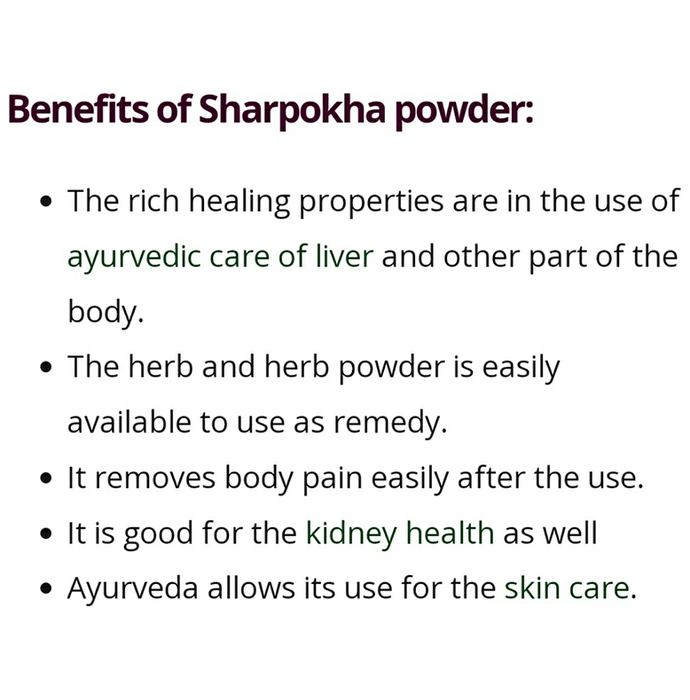 Benefits of Sharpokha powder:
• The rich healing properties are in the use of
ayurvedic care of liver and other part of the
body.
• The herb and herb powder is easily
available to use as remedy.
• It removes body pain easily after the use.
• It is good for the kidney health as well
• Ayurveda allows its use for the skin care.